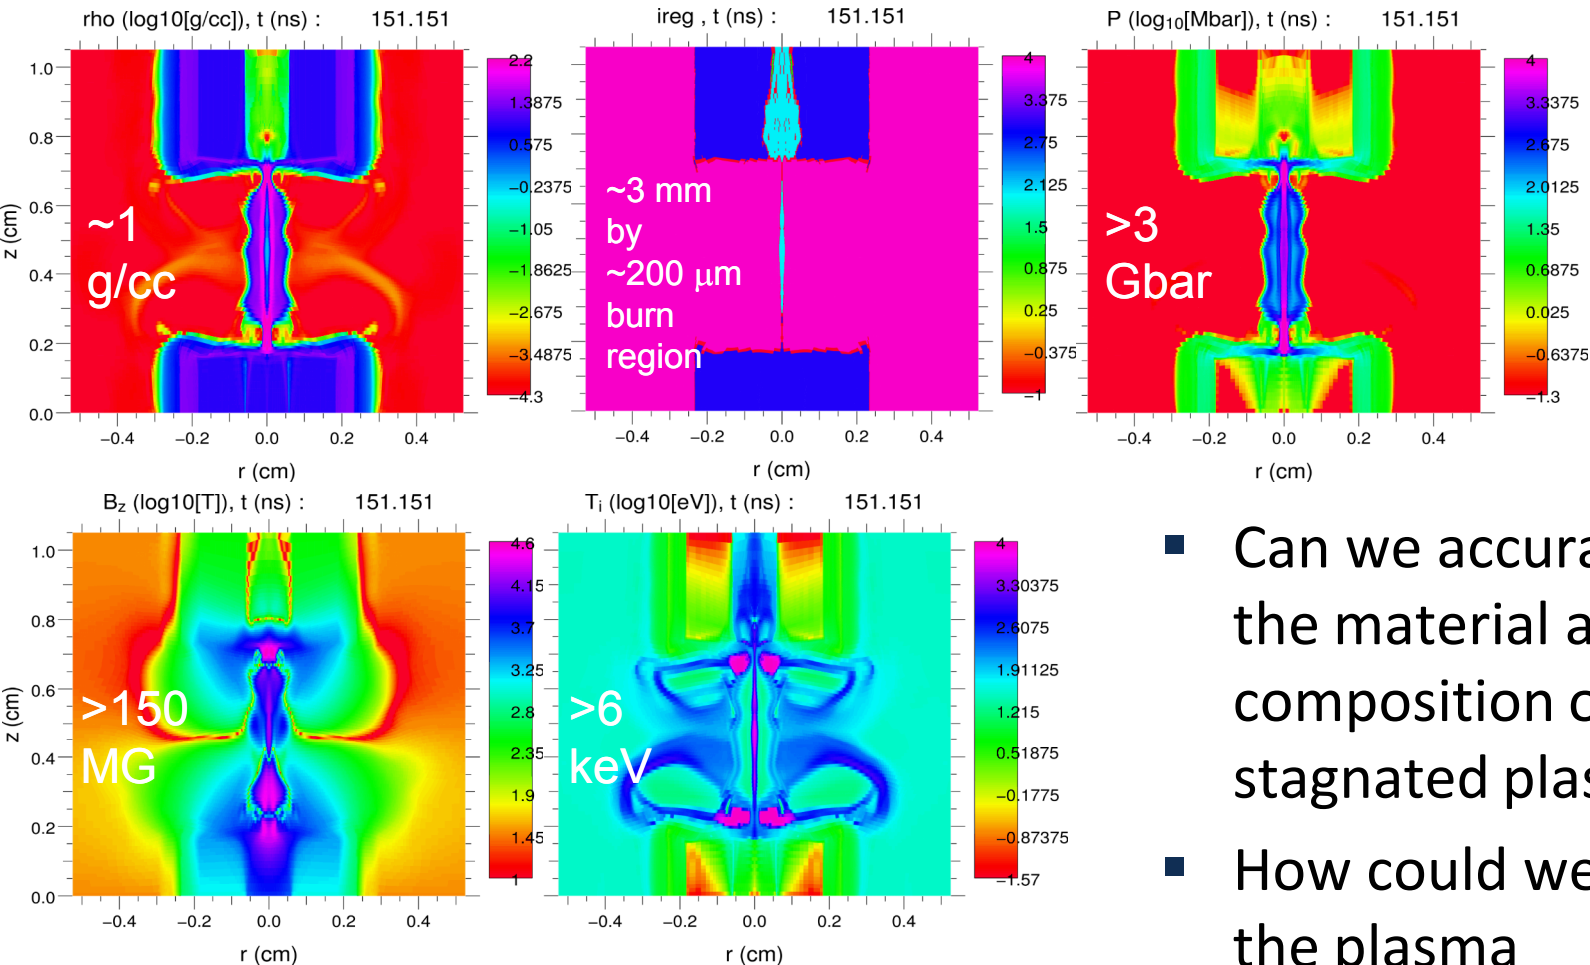 rho (log10[g/cc]), t (ns) : 151.151
2.2
1.3875
0.575
−0.2375
−1.05
−1.8625
−2.675
−3.4875
−4.3
1.0
0.8
0.6
0.4
0.2
0.0
z (cm)
~1
g/cc
−0.4 −0.2 0.0 0.2 0.4
r (cm)
ireg , t (ns) : 151.151
4
3.375
2.75
2.125
1.5
0.875
0.25
−0.375
−1
~3 mm
by
~200 μm
burn
region
−0.4 −0.2 0.0 0.2 0.4
r (cm)
P (log10[Mbar]), t (ns) : 151.151
4
3.3375
2.675
2.0125
1.35
0.6875
0.025
−0.6375
−1.3
>3
Gbar
−0.4 −0.2 0.0 0.2 0.4
r (cm)
Bz (log10[T]), t (ns) : 151.151
4.6
4.15
3.7
3.25
2.8
2.35
1.9
1.45
1
1.0
0.8
0.6
0.4
0.2
0.0
z (cm)
>150
MG
−0.4 −0.2 0.0 0.2 0.4
r (cm)
Ti (log10[eV]), t (ns) : 151.151
4
3.30375
2.6075
1.91125
1.215
0.51875
−0.1775
−0.87375
−1.57
>6
keV
−0.4 −0.2 0.0 0.2 0.4
r (cm)
Can we accura
the material a
composition
stagnated plas
How could we
the plasma